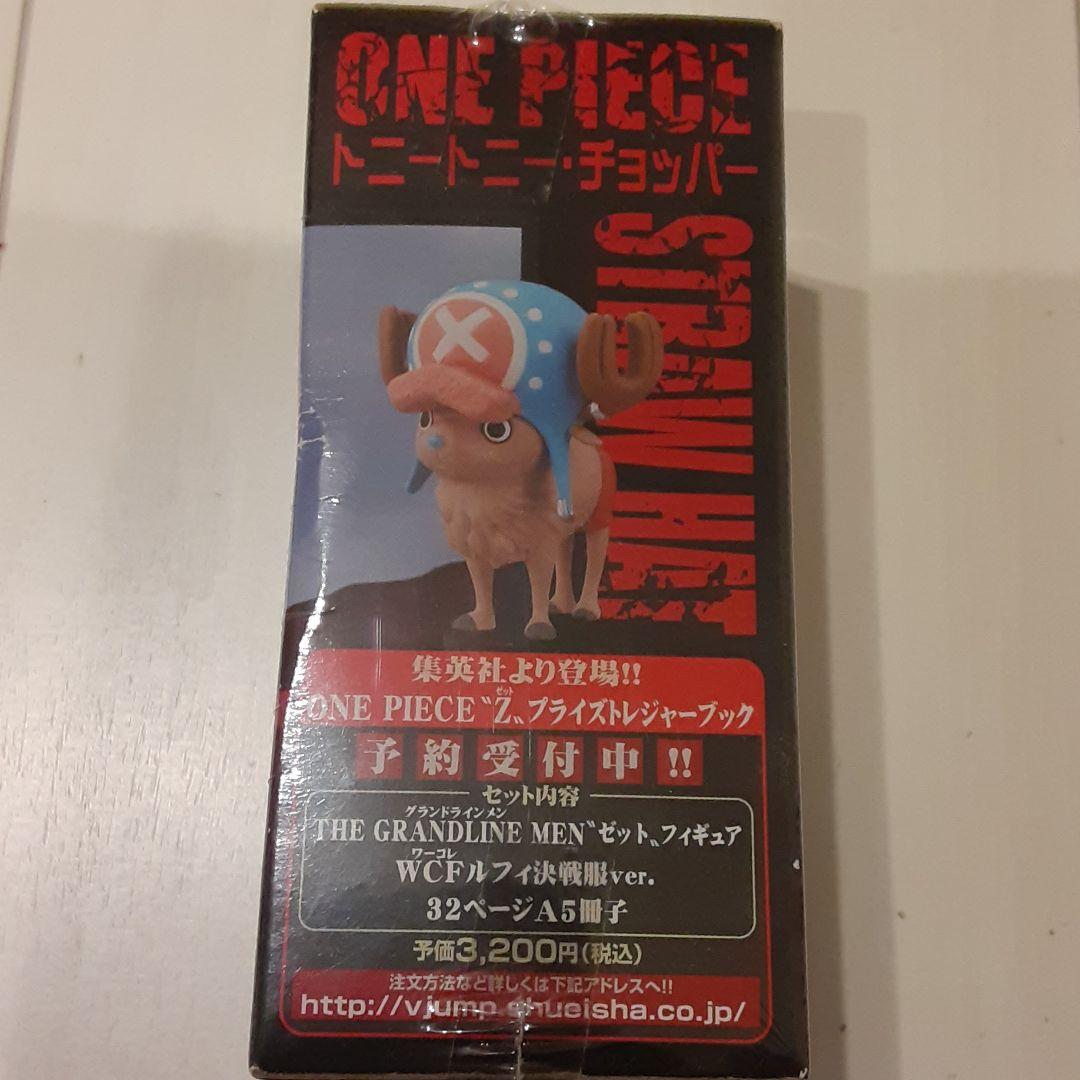 ONE PIECE
トニートニー・チョッパー
STRAW HAT
集英社より登場!!
ゼット
ONE PIECE〝Z〟プライズトレジャーブック
予約受付中!!
セット内容
グランドラインメン
THE GRANDLINE MEN〝ゼット〟フィギュア
ワーコレ
WCFルフィ決戦服ver.
32ページA5冊子
予価3,200円(税込)
注文方法など詳しくは下記アドレスへ!!
http://vjump.shueisha.co.jp/